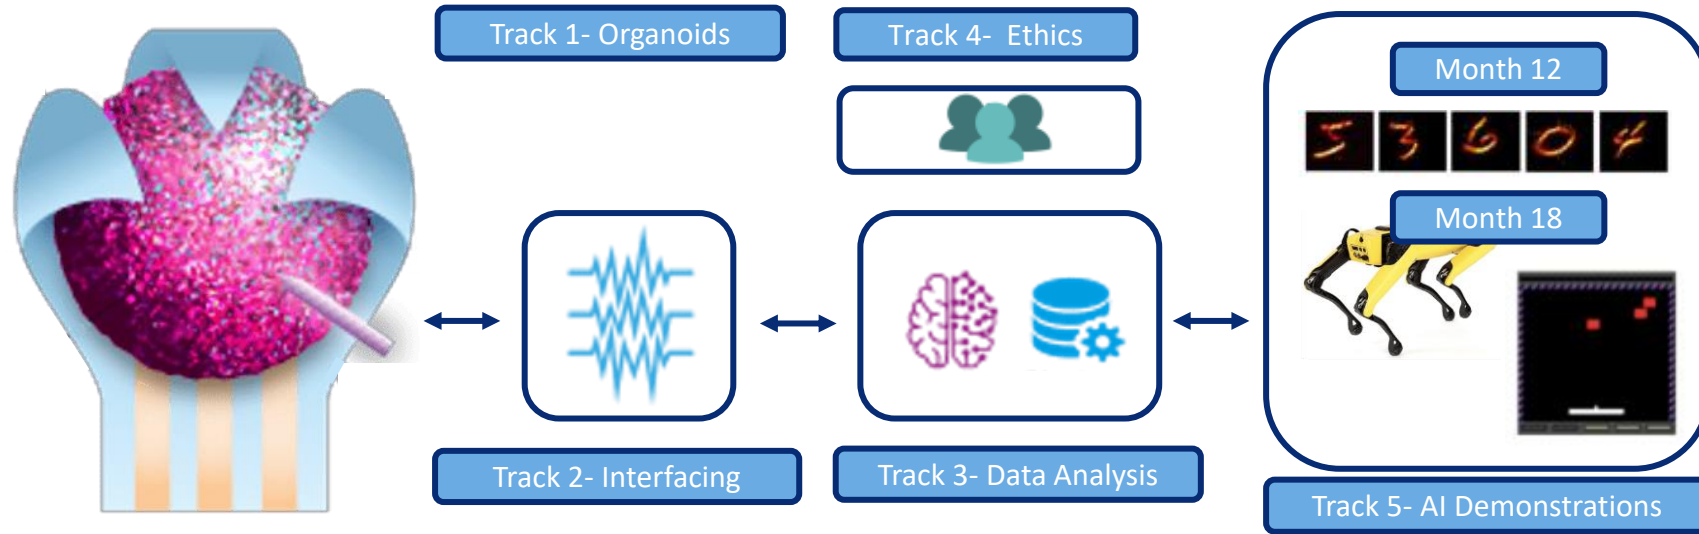 Track 1- Organoids
Track 4- Ethics
Month 12
5 3 6 0 4
Month 18
Track 2- Interfacing
Track 3- Data Analysis
Track 5- AI Demonstrations